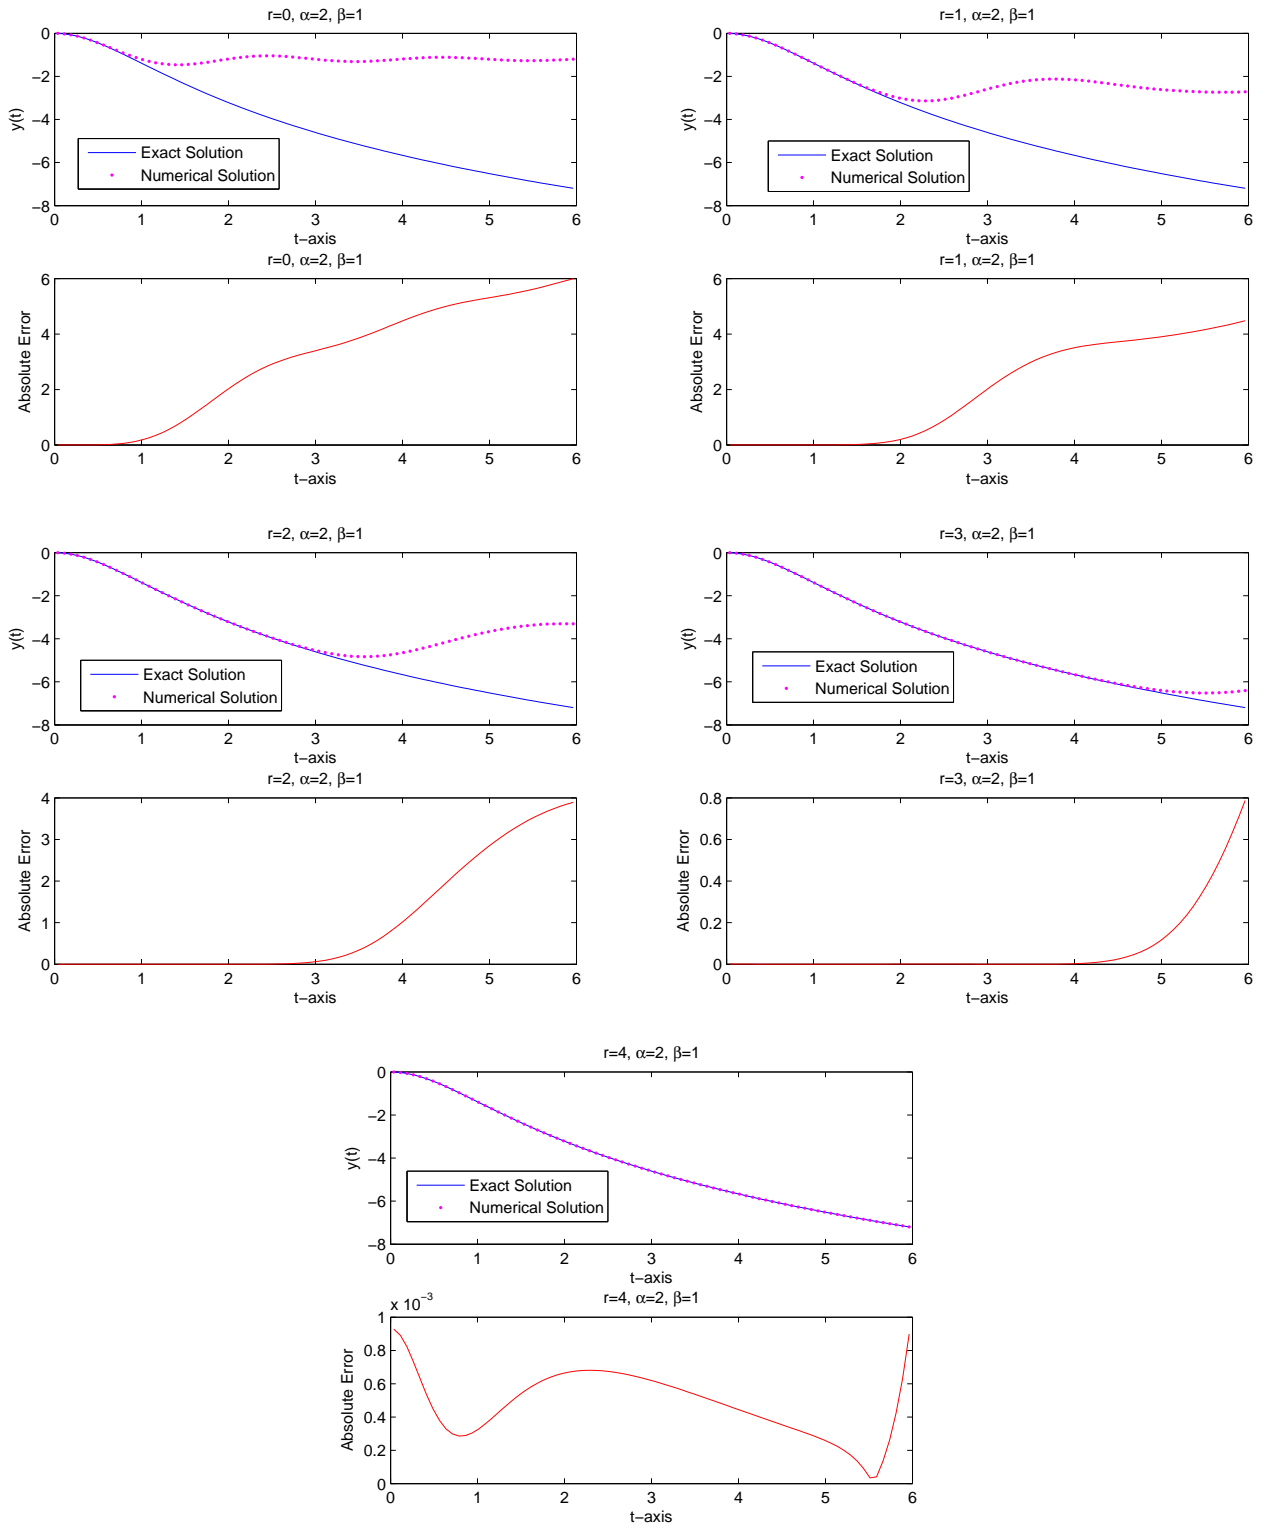 r=0, α=2, β=1
0
−2
−4
−6
−8
y(t)
Exact Solution
Numerical Solution
0 1 2 3 4 5 6
t−axis
r=0, α=2, β=1
6
4
2
0
Absolute Error
0 1 2 3 4 5 6
t−axis
r=1, α=2, β=1
0
−2
−4
−6
−8
y(t)
Exact Solution
Numerical Solution
0 1 2 3 4 5 6
t−axis
r=1, α=2, β=1
6
4
2
0
Absolute Error
0 1 2 3 4 5 6
t−axis
r=2, α=2, β=1
0
−2
−4
−6
−8
y(t)
Exact Solution
Numerical Solution
0 1 2 3 4 5 6
t−axis
r=2, α=2, β=1
4
3
2
1
0
Absolute Error
0 1 2 3 4 5 6
t−axis
r=3, α=2, β=1
0
−2
−4
−6
−8
y(t)
Exact Solution
Numerical Solution
0 1 2 3 4 5 6
t−axis
r=3, α=2, β=1
0.8
0.6
0.4
0.2
0
Absolute Error
0 1 2 3 4 5 6
t−axis
r=4, α=2, β=1
0
−2
−4
−6
−8
y(t)
Exact Solution
Numerical Solution
0 1 2 3 4 5 6
t−axis
x 10⁻³
r=4, α=2, β=1
1
0.8
0.6
0.4
0.2
0
Absolute Error
0 1 2 3 4 5 6
t−axis